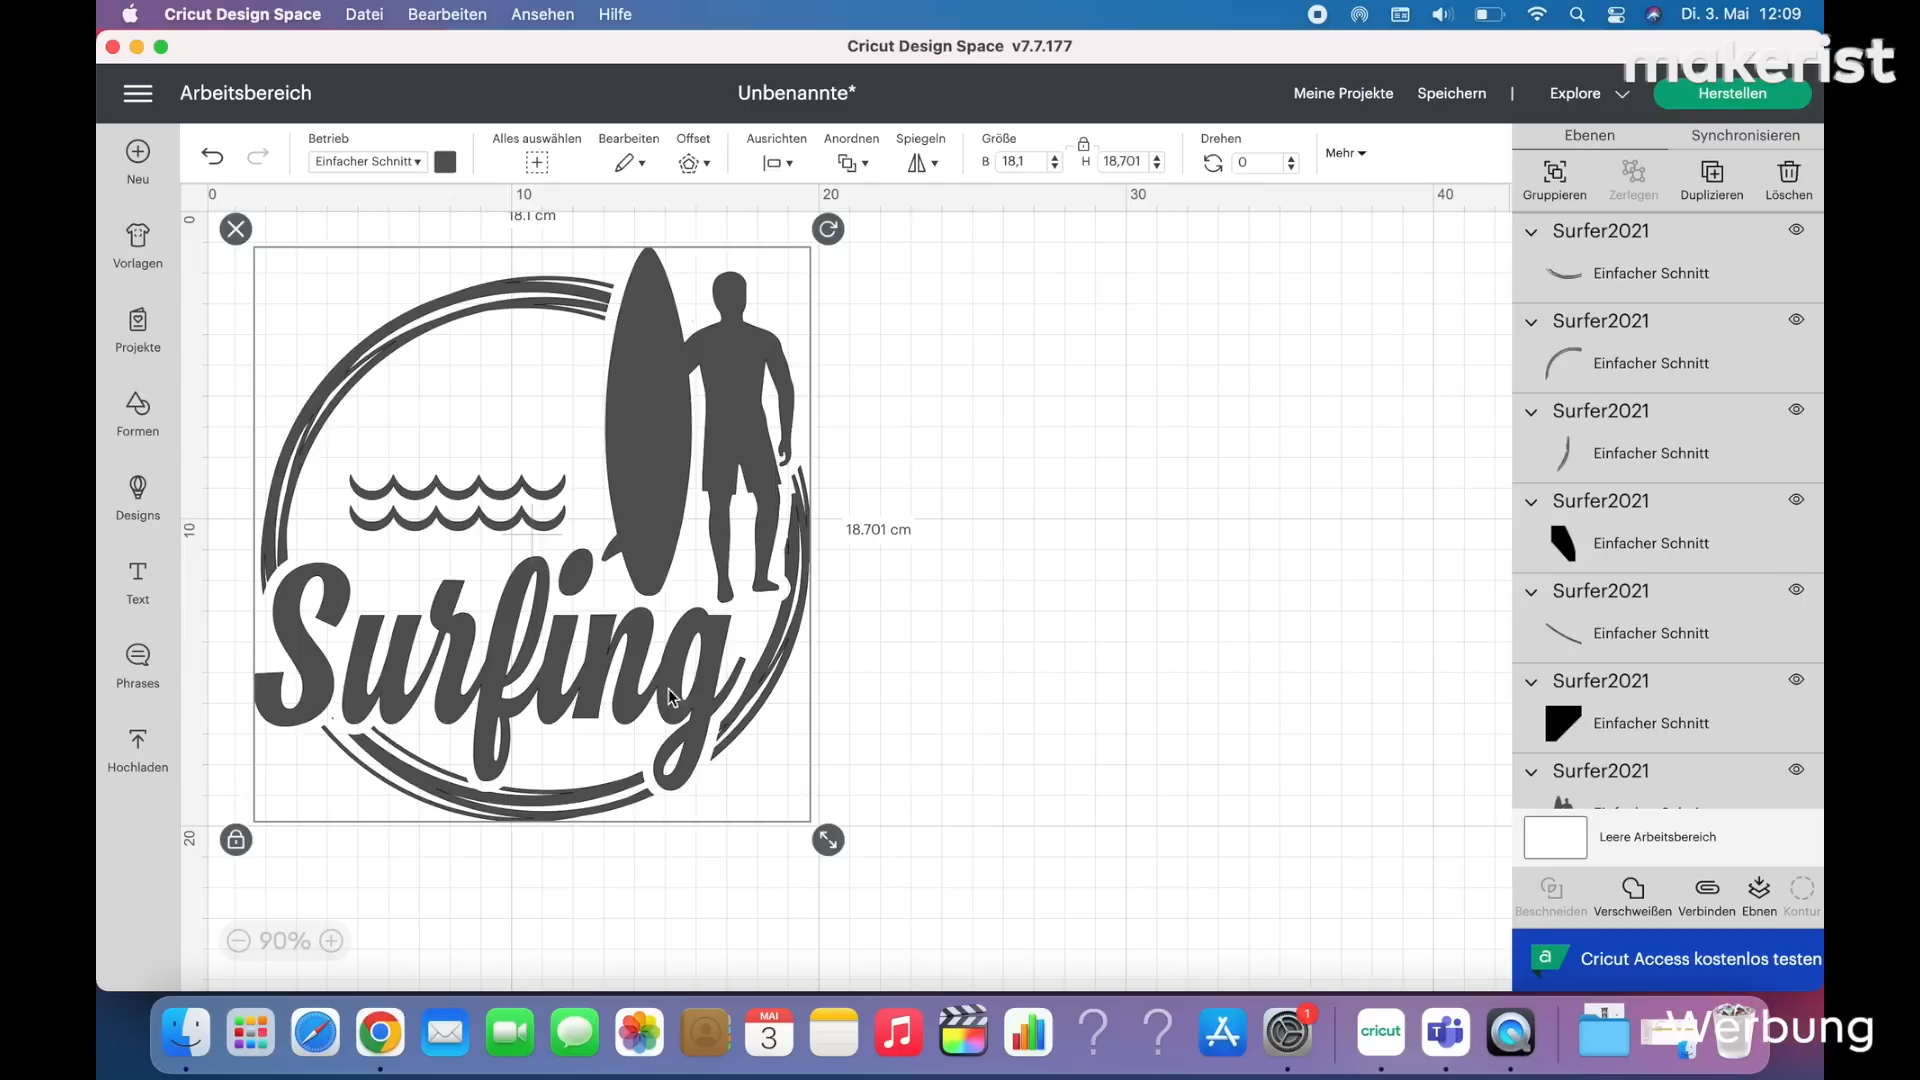 Cricut Design Space Datei Bearbeiten Ansehen Hilfe Di. 3. Mai 12:09
Cricut Design Space v7.7.177
makerist
Arbeitsbereich Unbenannte* Meine Projekte Speichern | Explore Herstellen
Betrieb Alles auswählen Bearbeiten Offset Ausrichten Anordnen Spiegeln Größe Drehen
Einfacher Schnitt B 18,1 H 18,701 0 Mehr
Ebenen Synchronisieren
Gruppieren Zerlegen Duplizieren Löschen
Neu
Vorlagen
Projekte
Formen
Designs
Text
Phrases
Hochladen
0 10 20 30 40
0
10
20
18.1 cm
18.701 cm
Surfing
90%
Surfer2021
Einfacher Schnitt
Surfer2021
Einfacher Schnitt
Surfer2021
Einfacher Schnitt
Surfer2021
Einfacher Schnitt
Surfer2021
Einfacher Schnitt
Surfer2021
Einfacher Schnitt
Surfer2021
Leere Arbeitsbereich
Beschneiden Verschweißen Verbinden Ebnen Kontur
a Cricut Access kostenlos testen
MAI
3
? ?
1
cricut
Werbung